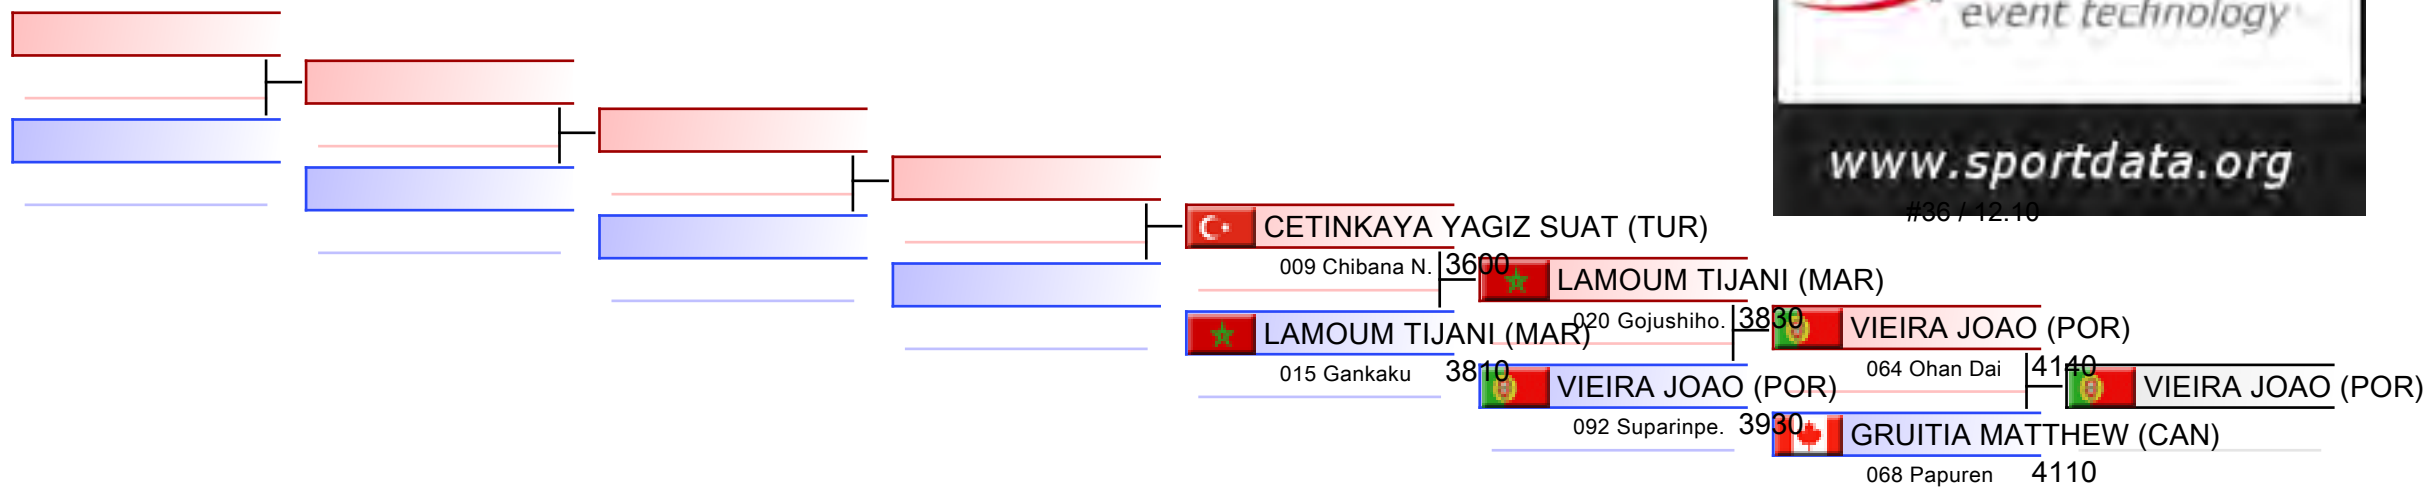 event technology
www.sportdata.org
#36 / 12.10
CETINKAYA YAGIZ SUAT (TUR)
009 Chibana N. 3600
LAMOUM TIJANI (MAR)
015 Gankaku 3810
LAMOUM TIJANI (MAR)
020 Gojushiho. 3830
VIEIRA JOAO (POR)
092 Suparinpe. 3930
VIEIRA JOAO (POR)
064 Ohan Dai 4140
GRUITIA MATTHEW (CAN)
068 Papuren 4110
VIEIRA JOAO (POR)